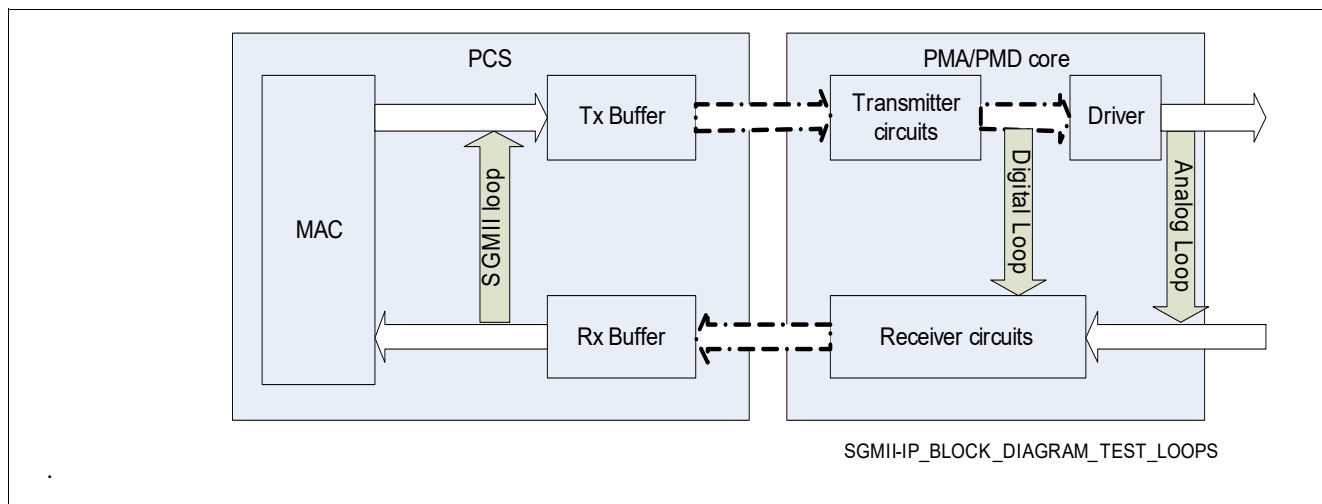 PCS
PMA/PMD core
MAC
Tx Buffer
Transmitter
circuits
Driver
SGMII loop
Digital Loop
Analog Loop
Rx Buffer
Receiver circuits
SGMII-IP_BLOCK_DIAGRAM_TEST_LOOPS
.